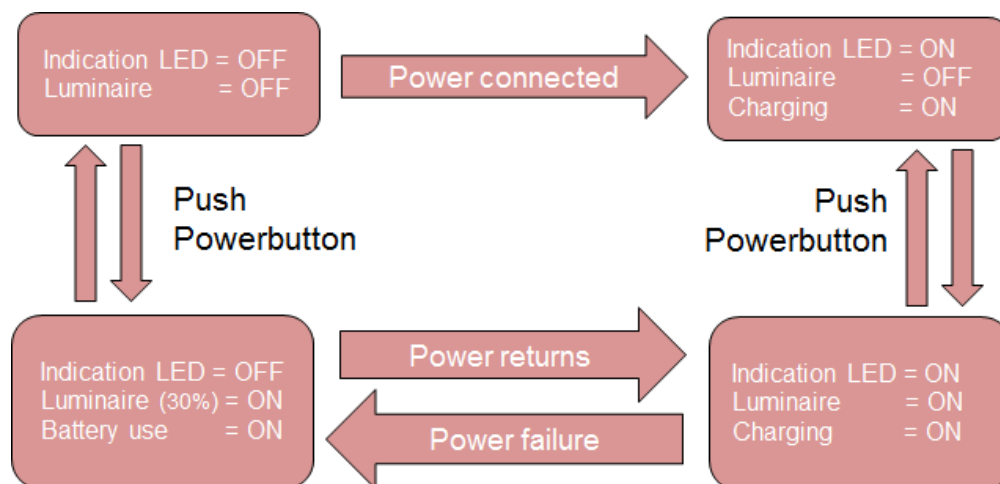 Indication LED = OFF
Luminaire = OFF
Power connected
Indication LED = ON
Luminaire = OFF
Charging = ON
Push
Powerbutton
Push
Powerbutton
Indication LED = OFF
Luminaire (30%) = ON
Battery use = ON
Power returns
Power failure
Indication LED = ON
Luminaire = ON
Charging = ON